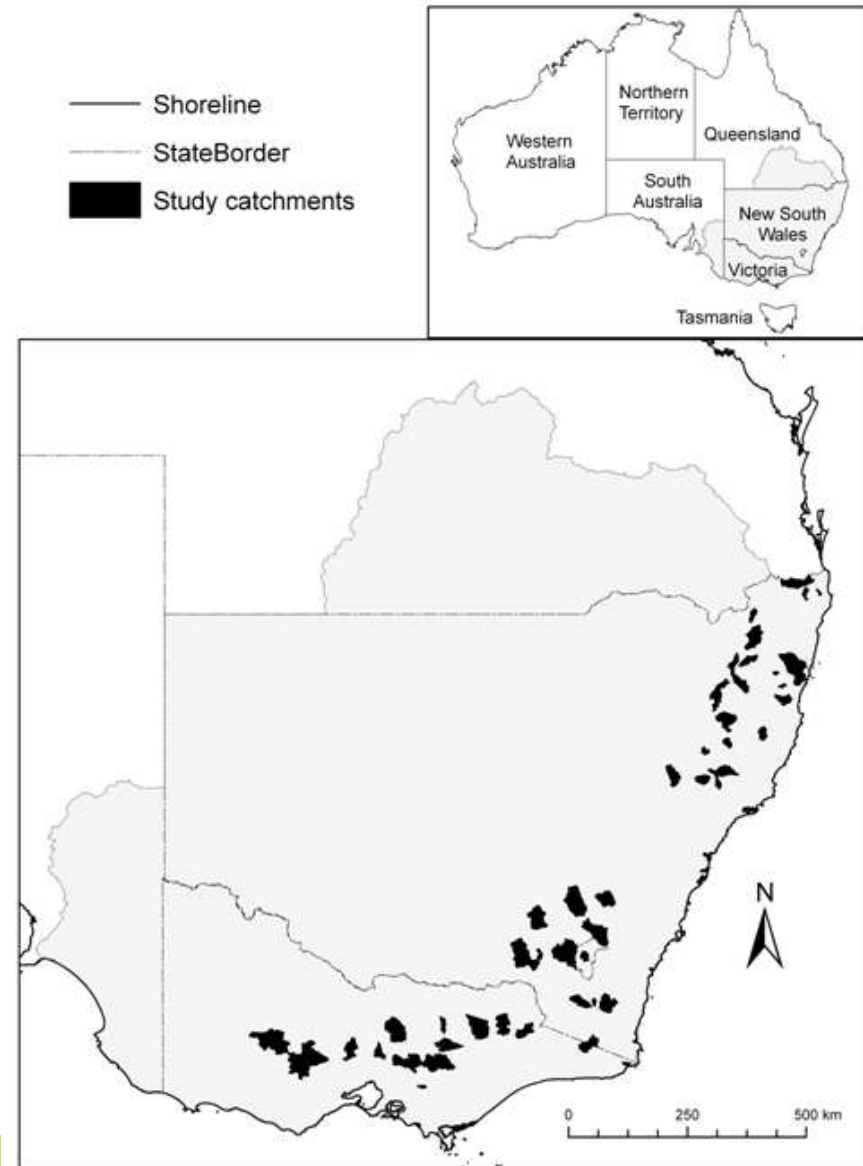 Shoreline
StateBorder
Study catchments
Northern
Territory
Western
Australia
Queensland
South
Australia
New South
Wales
Victoria
Tasmania
N
0 250 500 km